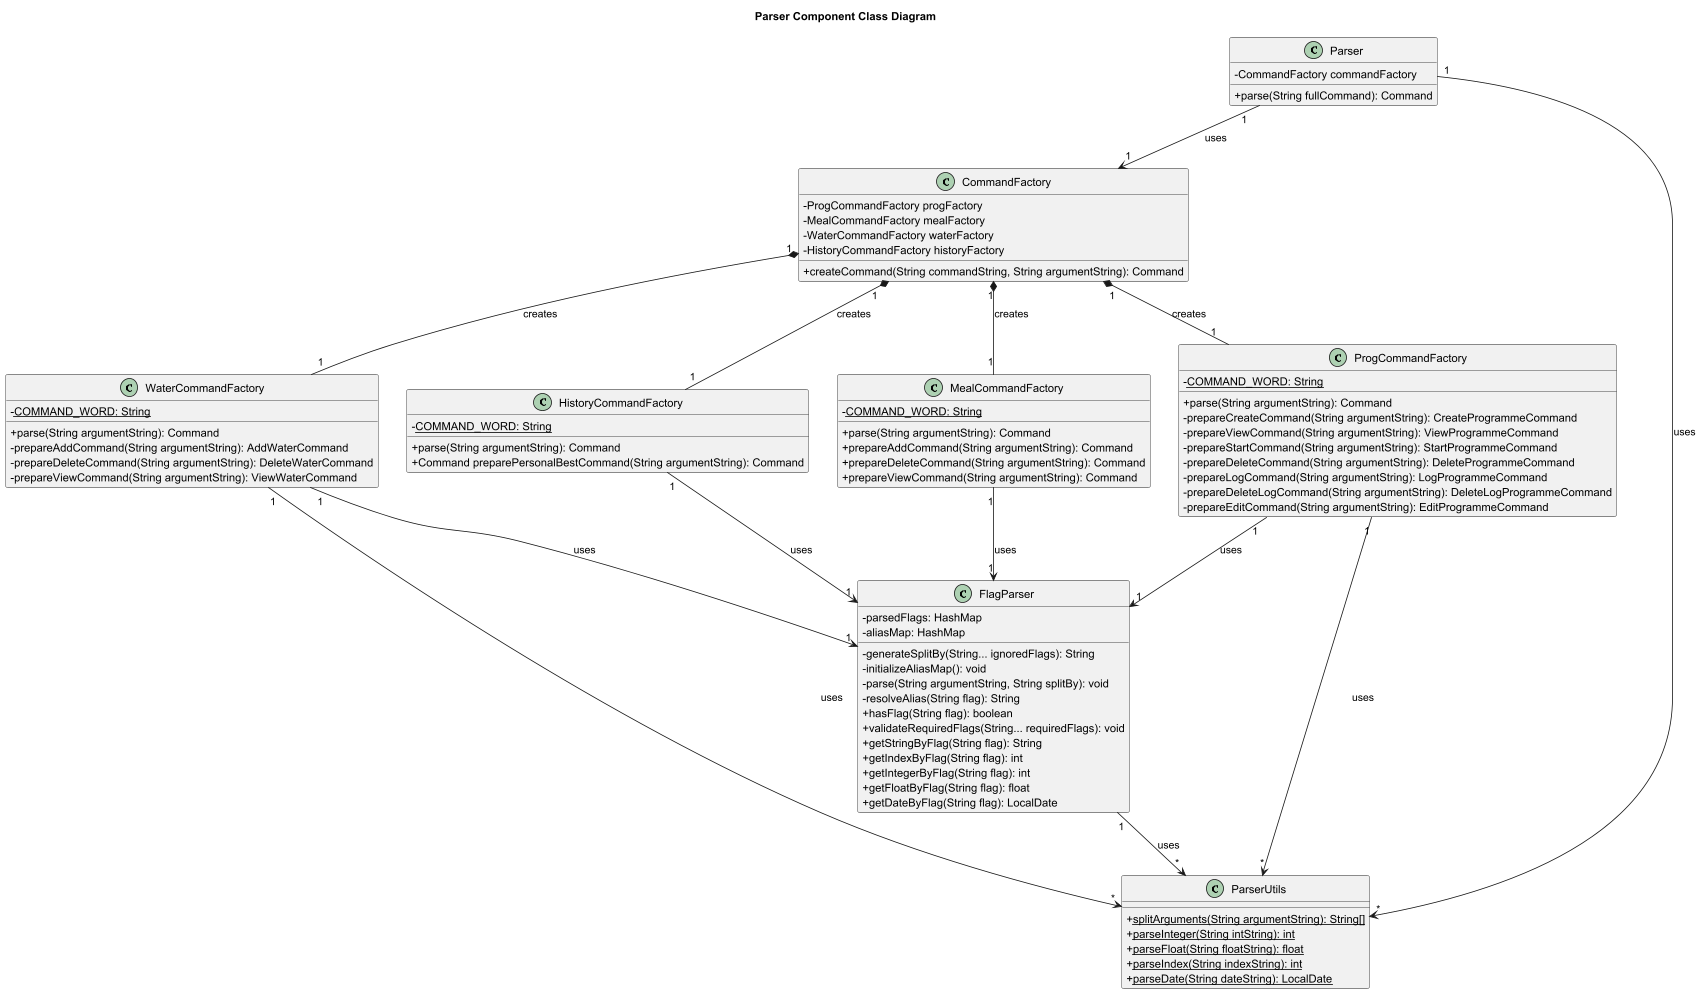 Parser Component Class Diagram
C Parser
-CommandFactory commandFactory
+parse(String fullCommand): Command
1
1
uses
1
C CommandFactory
-ProgCommandFactory progFactory
-MealCommandFactory mealFactory
-WaterCommandFactory waterFactory
-HistoryCommandFactory historyFactory
+createCommand(String commandString, String argumentString): Command
1
1
1
1
creates
creates
creates
creates
1
1
1
1
C WaterCommandFactory
-COMMAND_WORD: String
+parse(String argumentString): Command
-prepareAddCommand(String argumentString): AddWaterCommand
-prepareDeleteCommand(String argumentString): DeleteWaterCommand
-prepareViewCommand(String argumentString): ViewWaterCommand
C HistoryCommandFactory
-COMMAND_WORD: String
+parse(String argumentString): Command
+Command preparePersonalBestCommand(String argumentString): Command
C MealCommandFactory
-COMMAND_WORD: String
+parse(String argumentString): Command
+prepareAddCommand(String argumentString): Command
+prepareDeleteCommand(String argumentString): Command
+prepareViewCommand(String argumentString): Command
C ProgCommandFactory
-COMMAND_WORD: String
+parse(String argumentString): Command
-prepareCreateCommand(String argumentString): CreateProgrammeCommand
-prepareViewCommand(String argumentString): ViewProgrammeCommand
-prepareStartCommand(String argumentString): StartProgrammeCommand
-prepareDeleteCommand(String argumentString): DeleteProgrammeCommand
-prepareLogCommand(String argumentString): LogProgrammeCommand
-prepareDeleteLogCommand(String argumentString): DeleteLogProgrammeCommand
-prepareEditCommand(String argumentString): EditProgrammeCommand
uses
1
1
1
1
1
1
uses
uses
uses
uses
1
1
1
1
C FlagParser
-parsedFlags: HashMap
-aliasMap: HashMap
-generateSplitBy(String... ignoredFlags): String
-initializeAliasMap(): void
-parse(String argumentString, String splitBy): void
-resolveAlias(String flag): String
+hasFlag(String flag): boolean
+validateRequiredFlags(String... requiredFlags): void
+getStringByFlag(String flag): String
+getIndexByFlag(String flag): int
+getIntegerByFlag(String flag): int
+getFloatByFlag(String flag): float
+getDateByFlag(String flag): LocalDate
uses
uses
1
uses
*
*
*
*
C ParserUtils
+splitArguments(String argumentString): String[]
+parseInteger(String intString): int
+parseFloat(String floatString): float
+parseIndex(String indexString): int
+parseDate(String dateString): LocalDate